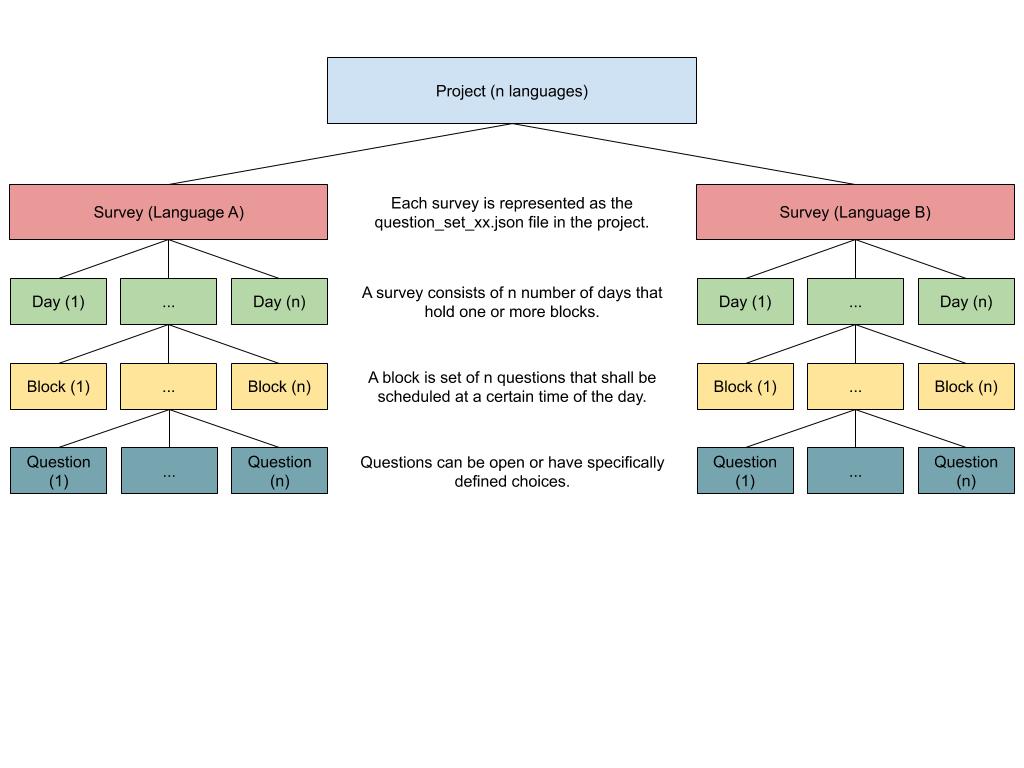 Project (n languages)
Survey (Language A)
Each survey is represented as the
question_set_xx.json file in the project.
Survey (Language B)
Day (1)
...
Day (n)
A survey consists of n number of days that
hold one or more blocks.
Day (1)
...
Day (n)
Block (1)
...
Block (n)
A block is set of n questions that shall be
scheduled at a certain time of the day.
Block (1)
...
Block (n)
Question
(1)
...
Question
(n)
Questions can be open or have specifically
defined choices.
Question
(1)
...
Question
(n)